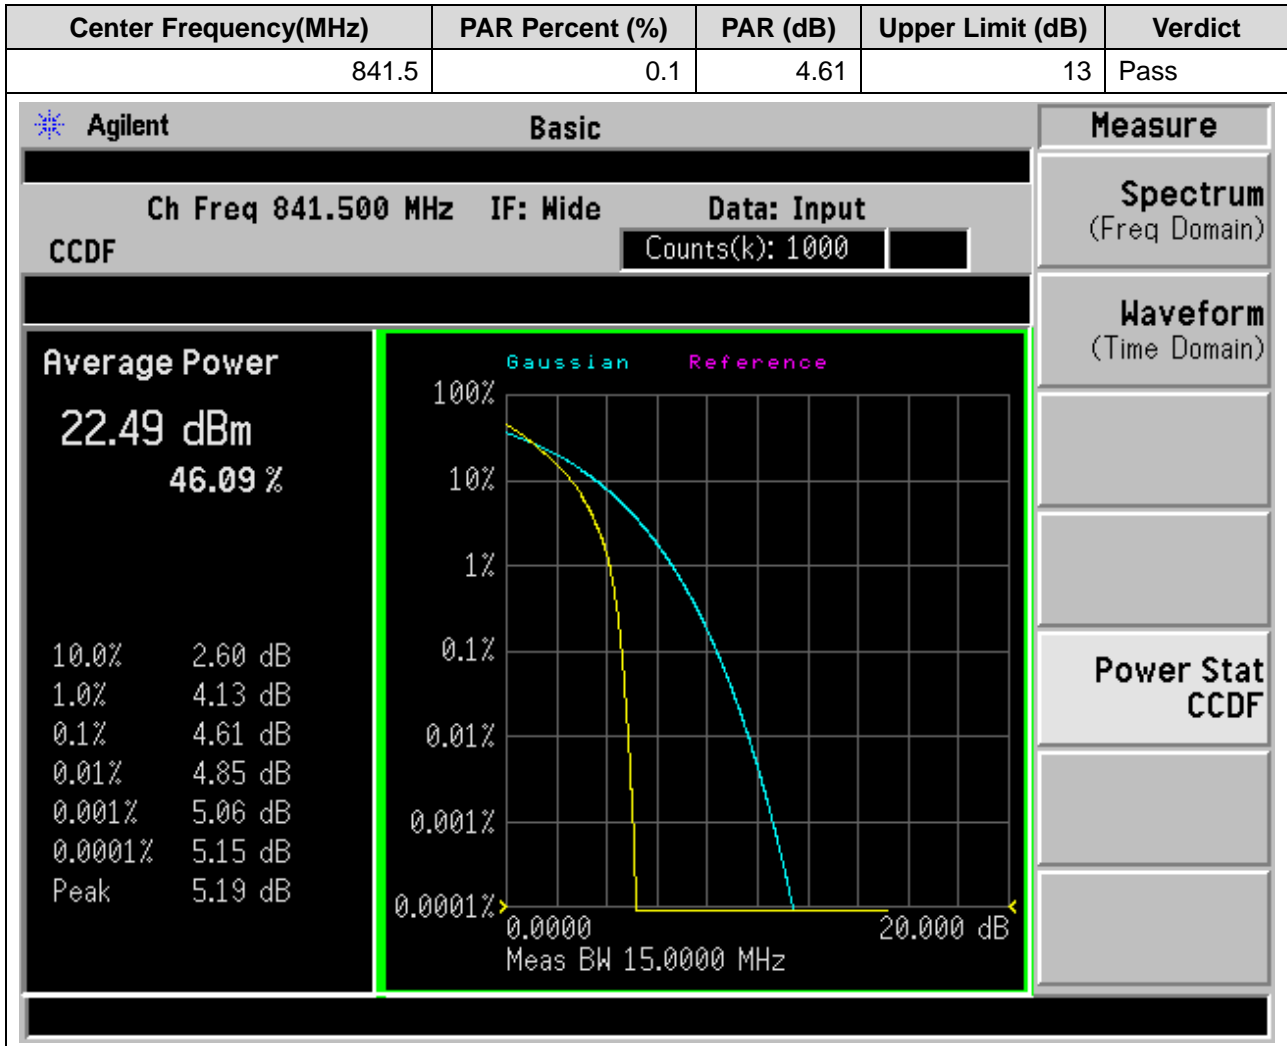 Center Frequency(MHz) PAR Percent (%) PAR (dB) Upper Limit (dB) Verdict
841.5 0.1 4.61 13 Pass
Agilent Basic Measure
Ch Freq 841.500 MHz IF: Wide Data: Input
CCDF Counts(k): 1000
Spectrum
(Freq Domain)
Waveform
(Time Domain)
Power Stat
CCDF
Average Power
22.49 dBm
46.09 %
10.0% 2.60 dB
1.0% 4.13 dB
0.1% 4.61 dB
0.01% 4.85 dB
0.001% 5.06 dB
0.0001% 5.15 dB
Peak 5.19 dB
Gaussian Reference
100%
10%
1%
0.1%
0.01%
0.001%
0.0001%
0.0000 20.000 dB
Meas BW 15.0000 MHz